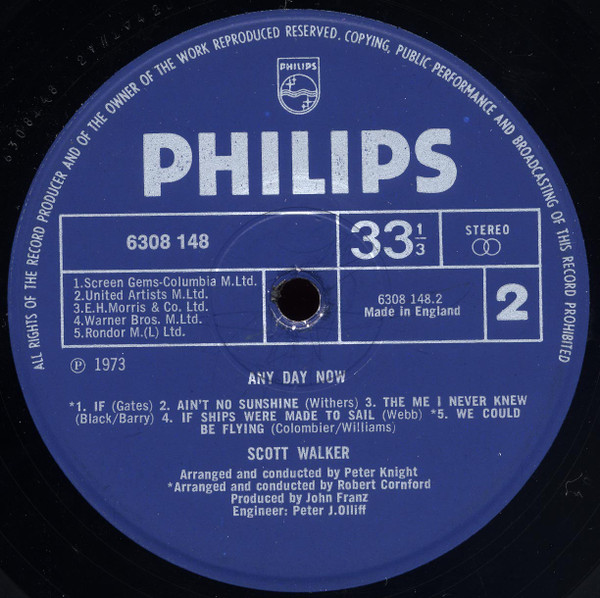 ALL RIGHTS OF THE RECORD PRODUCER AND OF THE OWNER OF THE WORK REPRODUCED RESERVED. COPYING, PUBLIC PERFORMANCE AND BROADCASTING OF THIS RECORD PROHIBITED
PHILIPS
PHILIPS
6308 148
33 1/3
STEREO
1.Screen Gems-Columbia M.Ltd.
2.United Artists M.Ltd.
3.E.H.Morris & Co. Ltd.
4.Warner Bros. M.Ltd.
5.Rondor M.(L) Ltd.
6308 148.2
Made in England
2
Ⓟ 1973
ANY DAY NOW
*1. IF (Gates) 2. AIN'T NO SUNSHINE (Withers) 3. THE ME I NEVER KNEW
(Black/Barry) 4. IF SHIPS WERE MADE TO SAIL (Webb) *5. WE COULD
BE FLYING (Colombier/Williams)
SCOTT WALKER
Arranged and conducted by Peter Knight
*Arranged and conducted by Robert Cornford
Produced by John Franz
Engineer: Peter J.Olliff